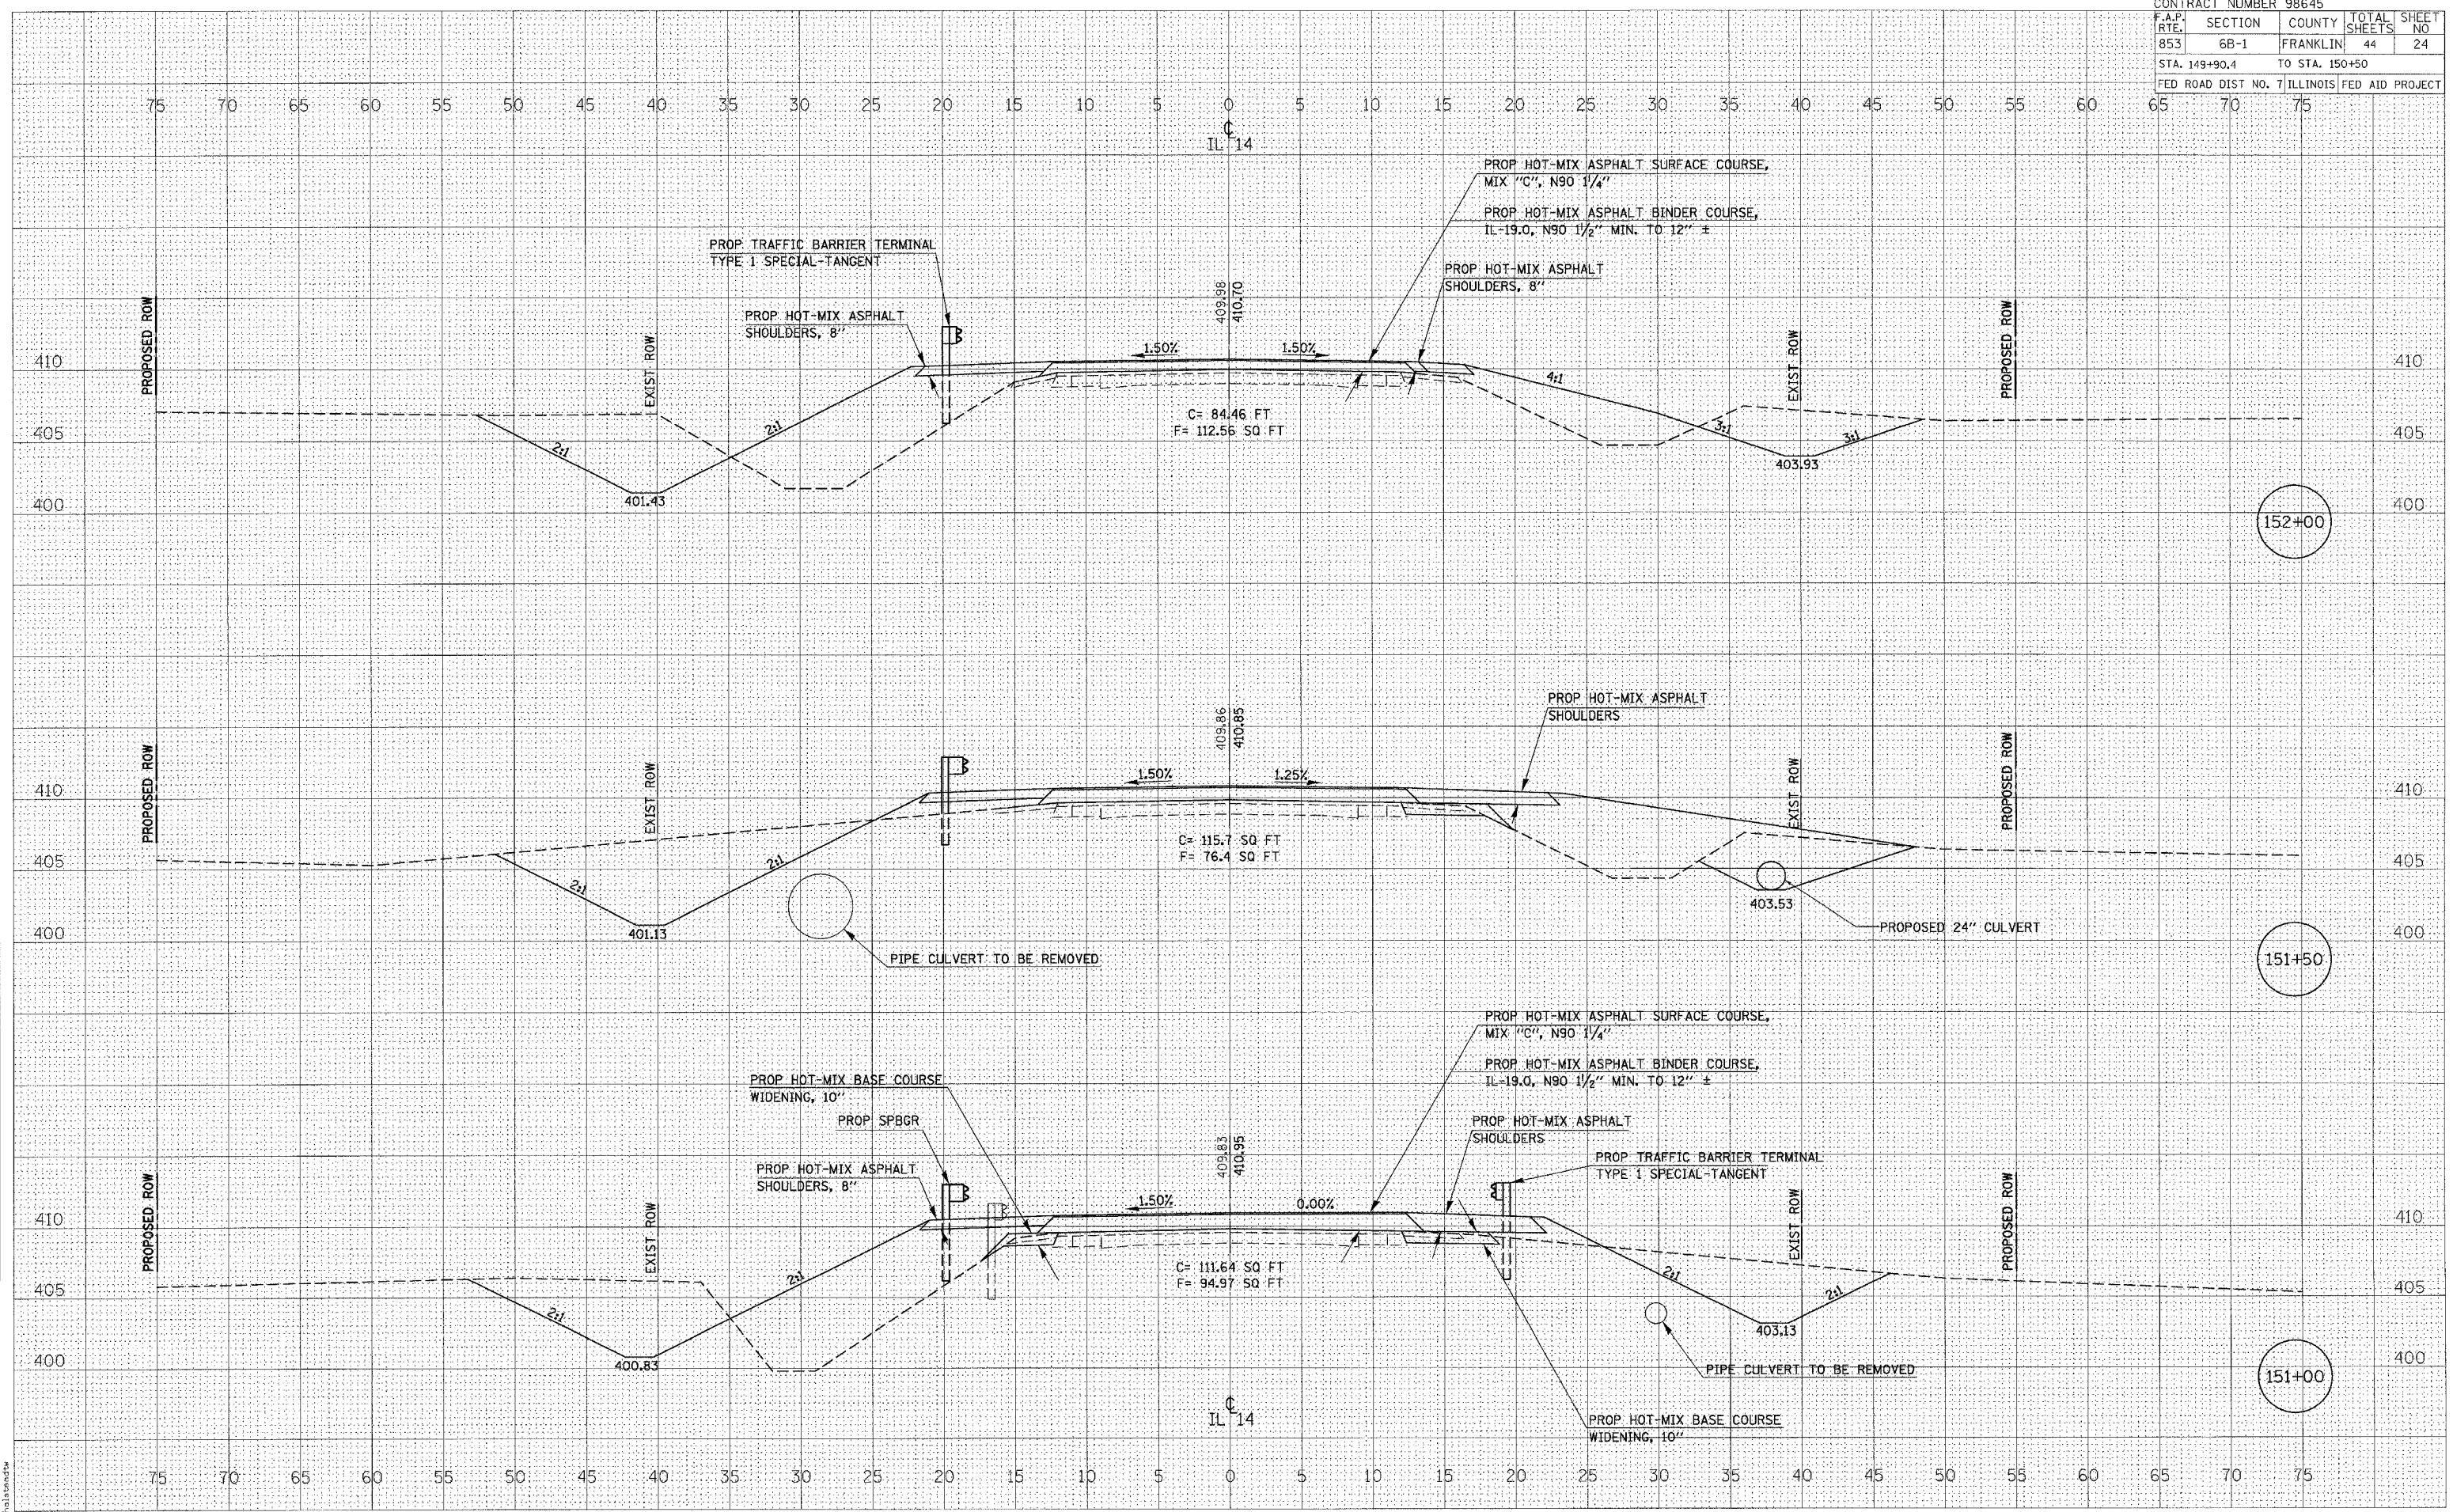 CONTRACT NUMBER 98645
F.A.P. RTE. SECTION COUNTY TOTAL SHEETS SHEET NO
853 6B-1 FRANKLIN 44 24
STA. 149+90.4 TO STA. 150+50
FED ROAD DIST NO. 7 ILLINOIS FED AID PROJECT
75 70 65 60 55 50 45 40 35 30 25 20 15 10 5 0 5 10 15 20 25 30 35 40 45 50 55 60 65 70 75
℄
IL 14
PROP HOT-MIX ASPHALT SURFACE COURSE,
MIX "C", N90 1 1/4"
PROP HOT-MIX ASPHALT BINDER COURSE,
IL-19.0, N90 1 1/2" MIN. TO 12" ±
PROP TRAFFIC BARRIER TERMINAL
TYPE 1 SPECIAL-TANGENT
PROP HOT-MIX ASPHALT
SHOULDERS, 8"
409.98
410.70
PROP HOT-MIX ASPHALT
SHOULDERS, 8"
PROPOSED ROW
EXIST ROW
EXIST ROW
PROPOSED ROW
1.50% 1.50%
410 410
4:1
C= 84.46 FT
F= 112.56 SQ FT
405 2:1 2:1 3:1 3:1 405
403.93
401.43
400 400
152+00
PROP HOT-MIX ASPHALT
SHOULDERS
409.86
410.85
PROPOSED ROW
EXIST ROW
EXIST ROW
PROPOSED ROW
1.50% 1.25%
410 410
C= 115.7 SQ FT
F= 76.4 SQ FT
405 2:1 2:1 405
403.53
401.13
PROPOSED 24" CULVERT
400 400
PIPE CULVERT TO BE REMOVED
151+50
PROP HOT-MIX ASPHALT SURFACE COURSE,
MIX "C", N90 1 1/4"
PROP HOT-MIX ASPHALT BINDER COURSE,
IL-19.0, N90 1 1/2" MIN. TO 12" ±
PROP HOT-MIX BASE COURSE
WIDENING, 10"
PROP SPBGR
PROP HOT-MIX ASPHALT
SHOULDERS
409.83
410.95
PROP HOT-MIX ASPHALT
SHOULDERS, 8"
PROP TRAFFIC BARRIER TERMINAL
TYPE 1 SPECIAL-TANGENT
PROPOSED ROW
EXIST ROW
EXIST ROW
PROPOSED ROW
1.50% 0.00%
410 410
C= 111.64 SQ FT
F= 94.97 SQ FT
405 2:1 2:1 2:1 2:1 405
403.13
400.83
400 400
PIPE CULVERT TO BE REMOVED
151+00
℄
IL 14
PROP HOT-MIX BASE COURSE
WIDENING, 10"
75 70 65 60 55 50 45 40 35 30 25 20 15 10 5 0 5 10 15 20 25 30 35 40 45 50 55 60 65 70 75